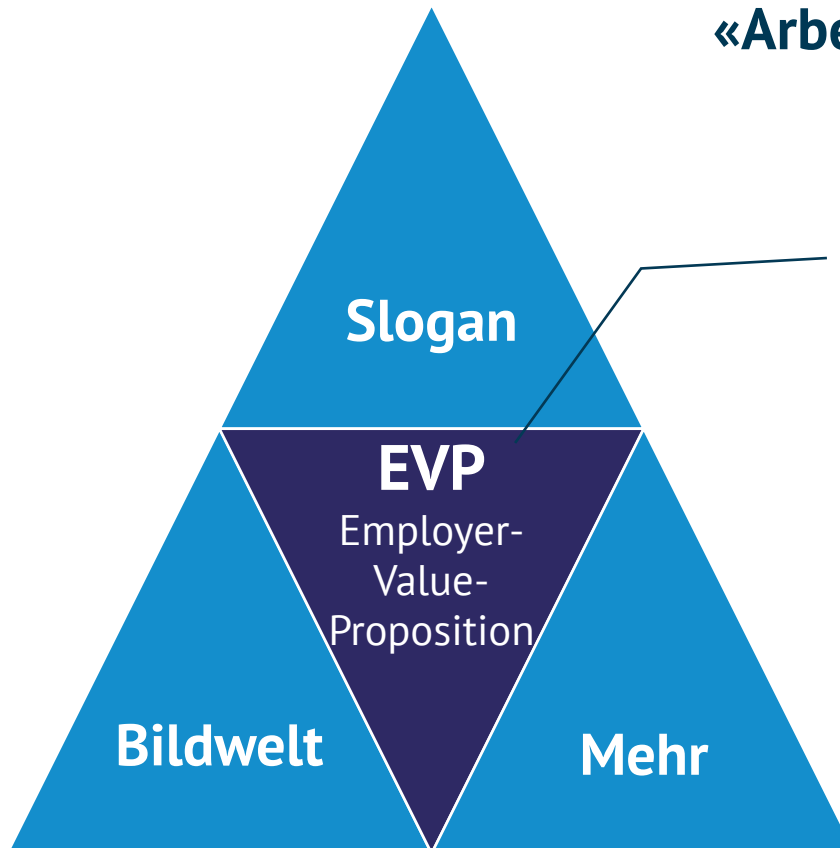 «Arbe
Slogan
EVP
Employer-
Value-
Proposition
Bildwelt
Mehr